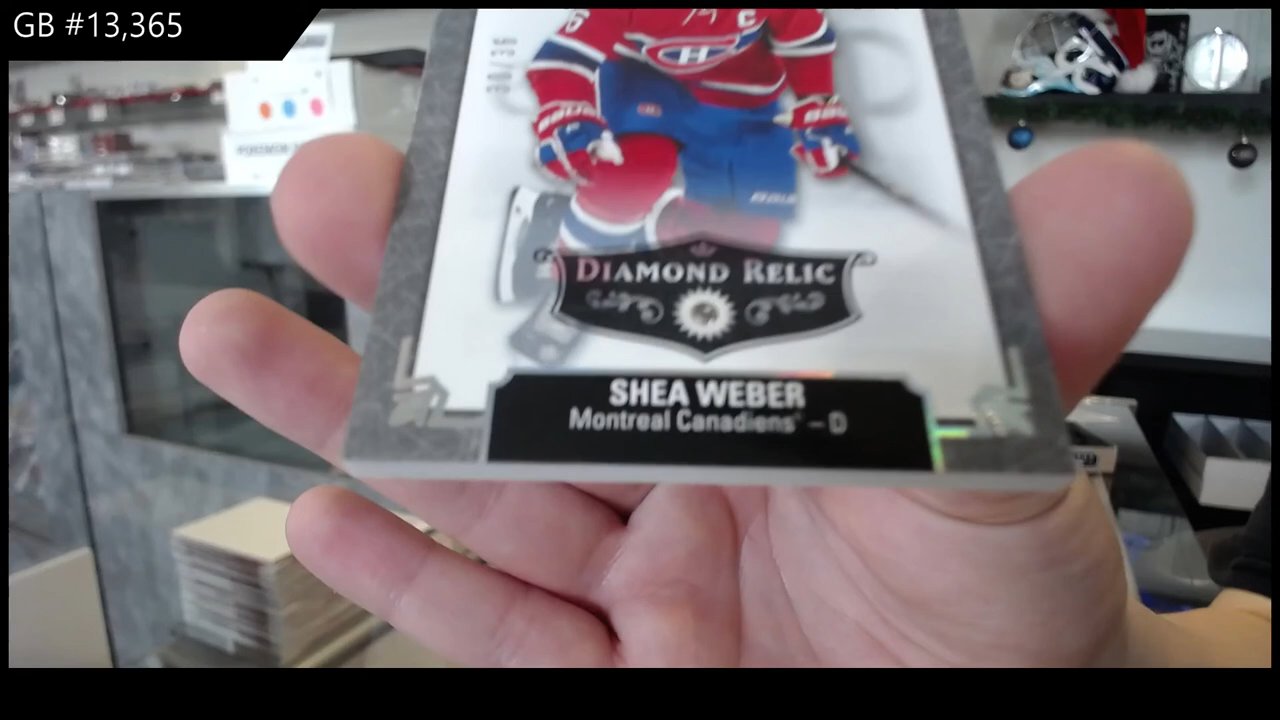 GB #13,365
C
DIAMOND RELIC
SHEA WEBER
Montreal Canadiens - D